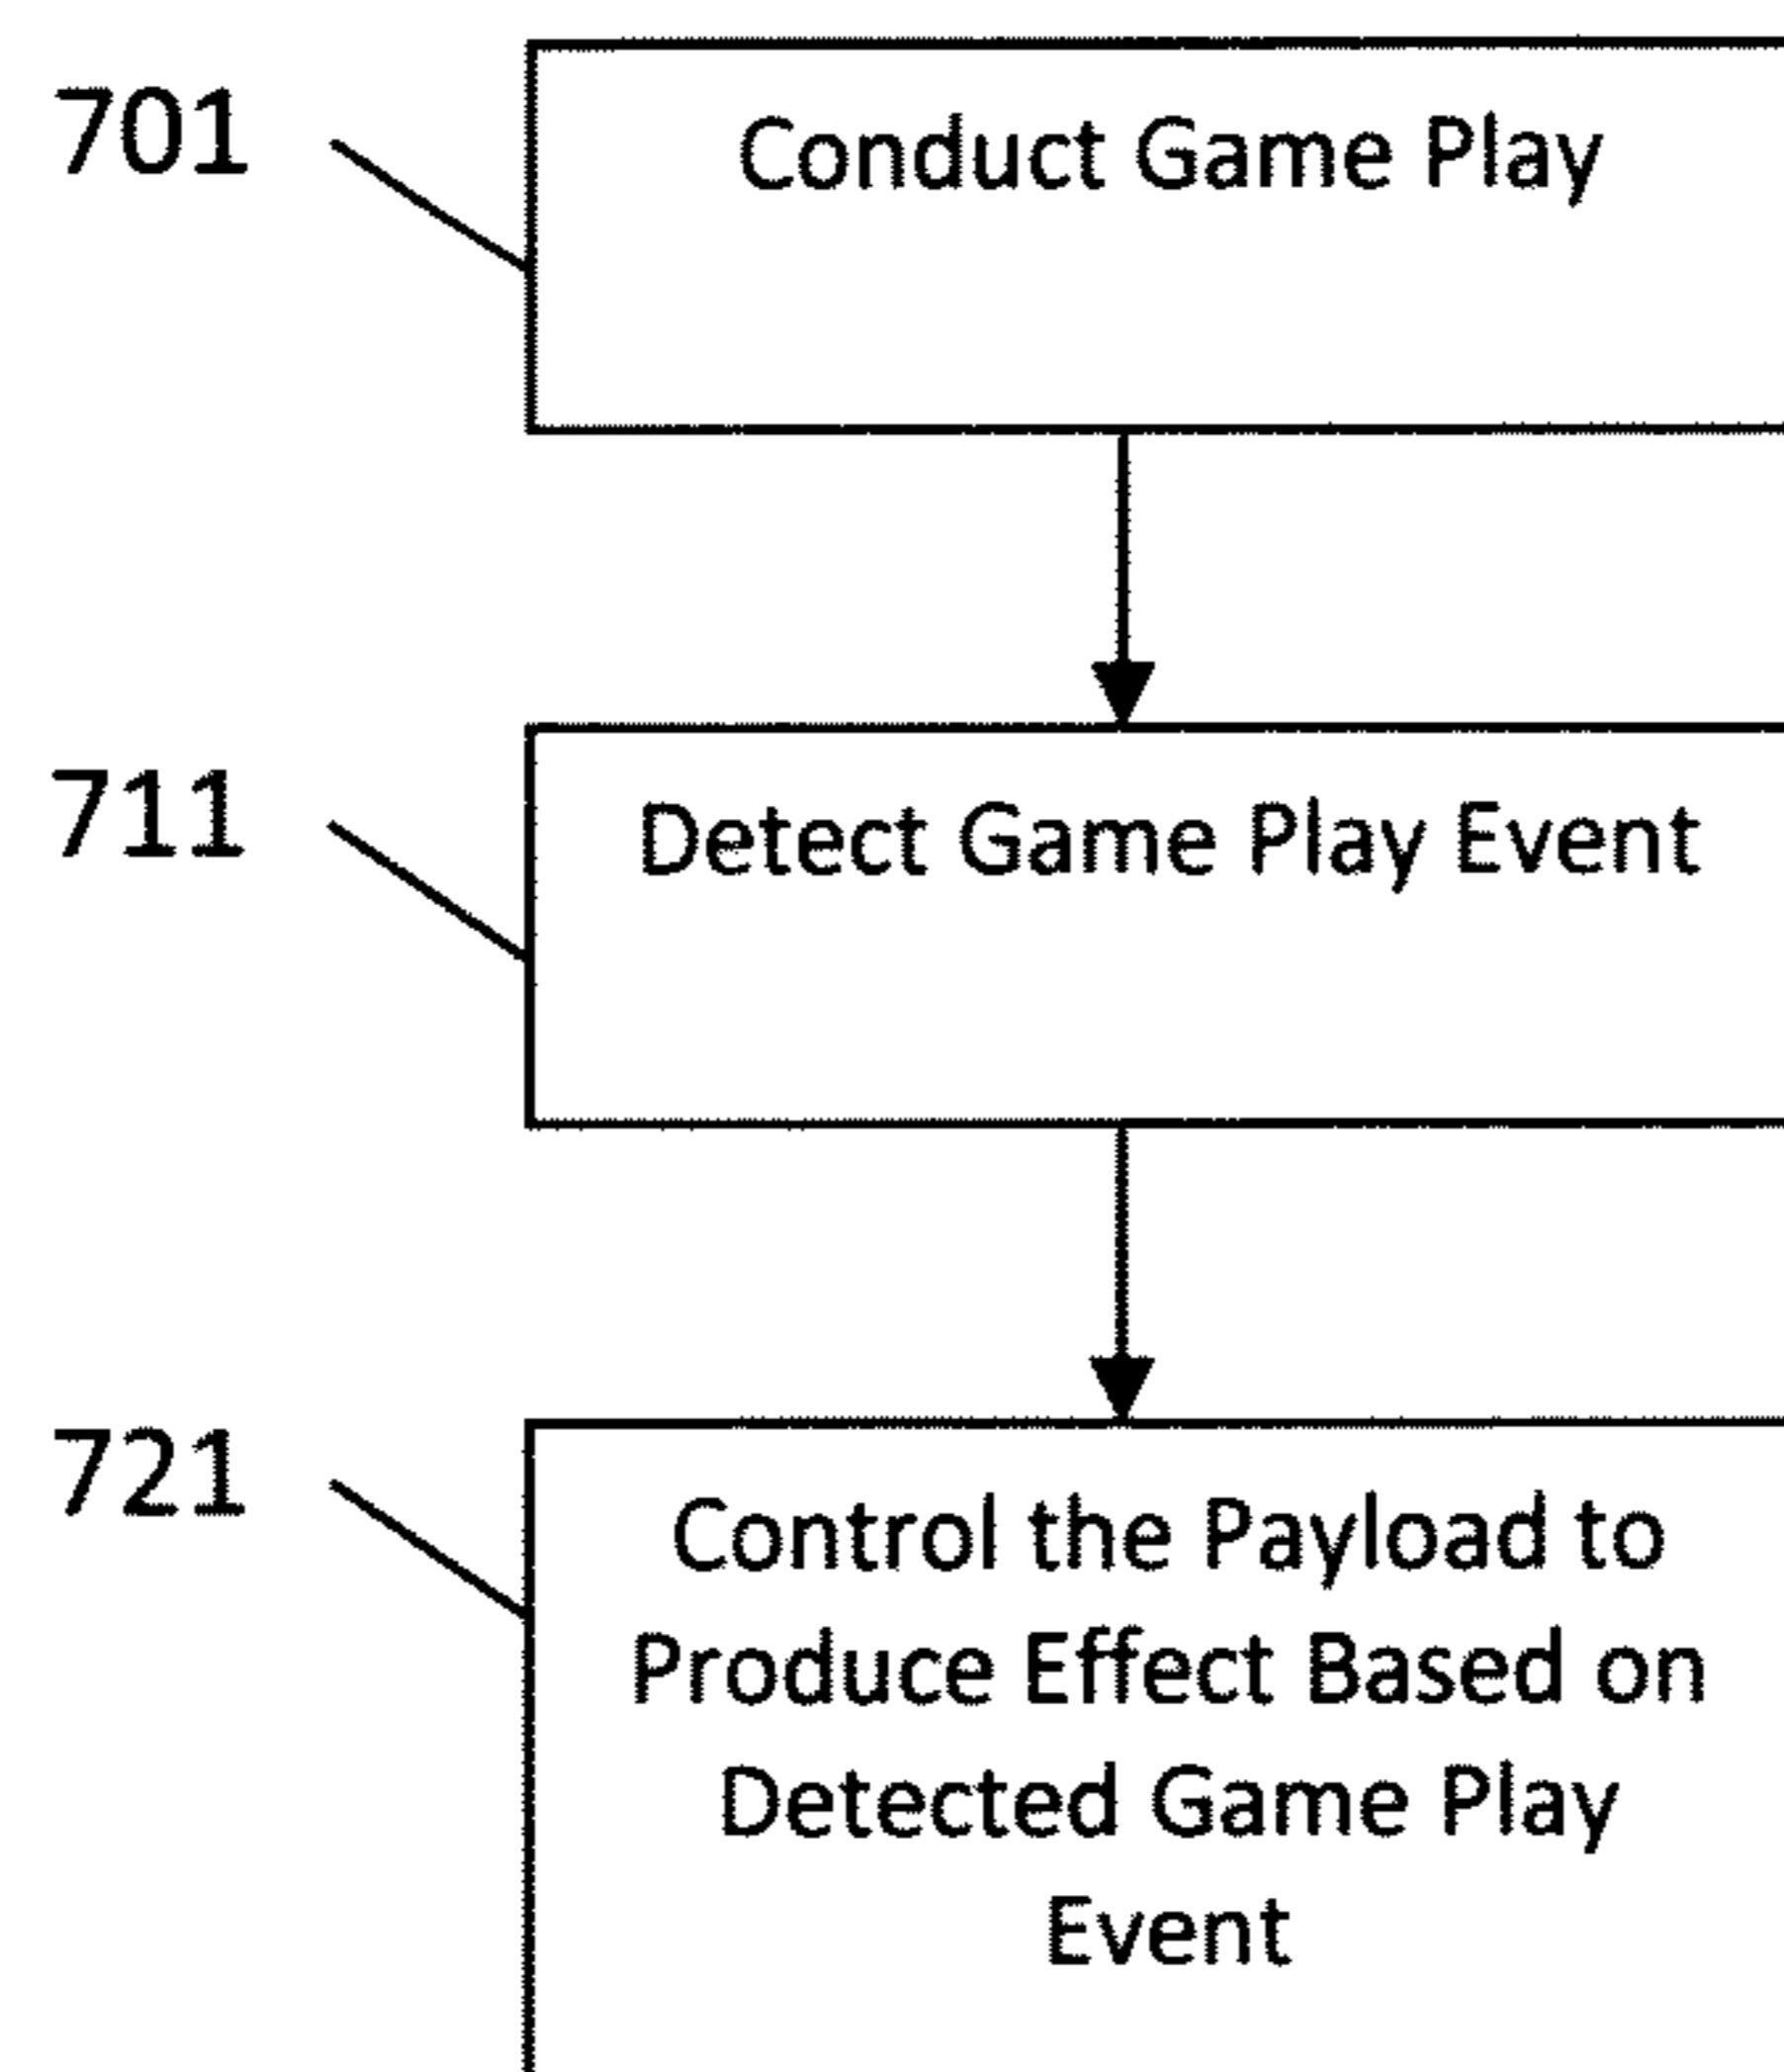 701
Conduct Game Play
711
Detect Game Play Event
721
Control the Payload to
Produce Effect Based on
Detected Game Play
Event